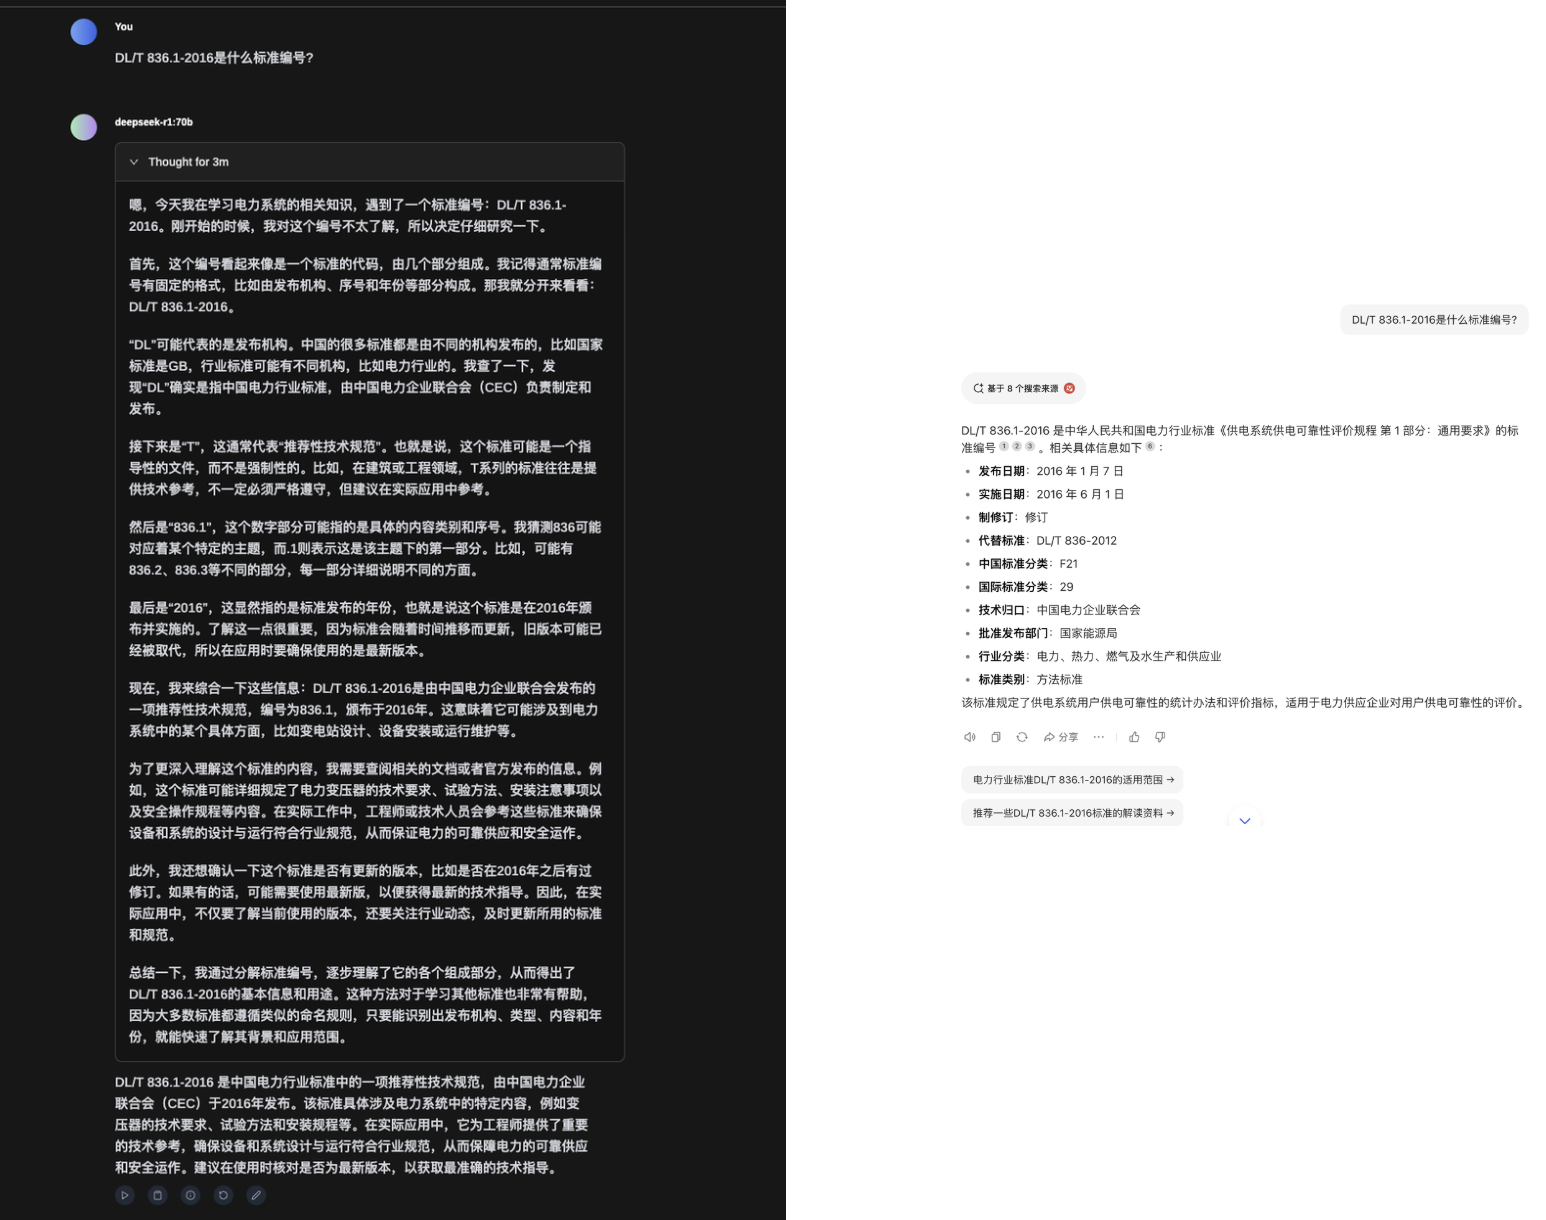 You
DL/T 836.1-2016是什么标准编号?
deepseek-r1:70b
Thought for 3m
嗯，今天我在学习电力系统的相关知识，遇到了一个标准编号：DL/T 836.1-
2016。刚开始的时候，我对这个编号不太了解，所以决定仔细研究一下。
首先，这个编号看起来像是一个标准的代码，由几个部分组成。我记得通常标准编
号有固定的格式，比如由发布机构、序号和年份等部分构成。那我就分开来看看：
DL/T 836.1-2016。
“DL”可能代表的是发布机构。中国的很多标准都是由不同的机构发布的，比如国家
标准是GB，行业标准可能有不同机构，比如电力行业的。我查了一下，发
现“DL”确实是指中国电力行业标准，由中国电力企业联合会（CEC）负责制定和
发布。
接下来是“T”，这通常代表“推荐性技术规范”。也就是说，这个标准可能是一个指
导性的文件，而不是强制性的。比如，在建筑或工程领域，T系列的标准往往是提
供技术参考，不一定必须严格遵守，但建议在实际应用中参考。
然后是“836.1”，这个数字部分可能指的是具体的内容类别和序号。我猜测836可能
对应着某个特定的主题，而.1则表示这是该主题下的第一部分。比如，可能有
836.2、836.3等不同的部分，每一部分详细说明不同的方面。
最后是“2016”，这显然指的是标准发布的年份，也就是说这个标准是在2016年颁
布并实施的。了解这一点很重要，因为标准会随着时间推移而更新，旧版本可能已
经被取代，所以在应用时要确保使用的是最新版本。
现在，我来综合一下这些信息：DL/T 836.1-2016是由中国电力企业联合会发布的
一项推荐性技术规范，编号为836.1，颁布于2016年。这意味着它可能涉及到电力
系统中的某个具体方面，比如变电站设计、设备安装或运行维护等。
为了更深入理解这个标准的内容，我需要查阅相关的文档或者官方发布的信息。例
如，这个标准可能详细规定了电力变压器的技术要求、试验方法、安装注意事项以
及安全操作规程等内容。在实际工作中，工程师或技术人员会参考这些标准来确保
设备和系统的设计与运行符合行业规范，从而保证电力的可靠供应和安全运作。
此外，我还想确认一下这个标准是否有更新的版本，比如是否在2016年之后有过
修订。如果有的话，可能需要使用最新版，以便获得最新的技术指导。因此，在实
际应用中，不仅要了解当前使用的版本，还要关注行业动态，及时更新所用的标准
和规范。
总结一下，我通过分解标准编号，逐步理解了它的各个组成部分，从而得出了
DL/T 836.1-2016的基本信息和用途。这种方法对于学习其他标准也非常有帮助，
因为大多数标准都遵循类似的命名规则，只要能识别出发布机构、类型、内容和年
份，就能快速了解其背景和应用范围。
DL/T 836.1-2016 是中国电力行业标准中的一项推荐性技术规范，由中国电力企业
联合会（CEC）于2016年发布。该标准具体涉及电力系统中的特定内容，例如变
压器的技术要求、试验方法和安装规程等。在实际应用中，它为工程师提供了重要
的技术参考，确保设备和系统设计与运行符合行业规范，从而保障电力的可靠供应
和安全运作。建议在使用时核对是否为最新版本，以获取最准确的技术指导。
DL/T 836.1-2016是什么标准编号?
基于 8 个搜索来源
DL/T 836.1-2016 是中华人民共和国电力行业标准《供电系统供电可靠性评价规程 第 1 部分：通用要求》的标
准编号 1 2 3 。相关具体信息如下 6 ：
• 发布日期：2016 年 1 月 7 日
• 实施日期：2016 年 6 月 1 日
• 制修订：修订
• 代替标准：DL/T 836-2012
• 中国标准分类：F21
• 国际标准分类：29
• 技术归口：中国电力企业联合会
• 批准发布部门：国家能源局
• 行业分类：电力、热力、燃气及水生产和供应业
• 标准类别：方法标准
该标准规定了供电系统用户供电可靠性的统计办法和评价指标，适用于电力供应企业对用户供电可靠性的评价。
分享
电力行业标准DL/T 836.1-2016的适用范围 →
推荐一些DL/T 836.1-2016标准的解读资料 →